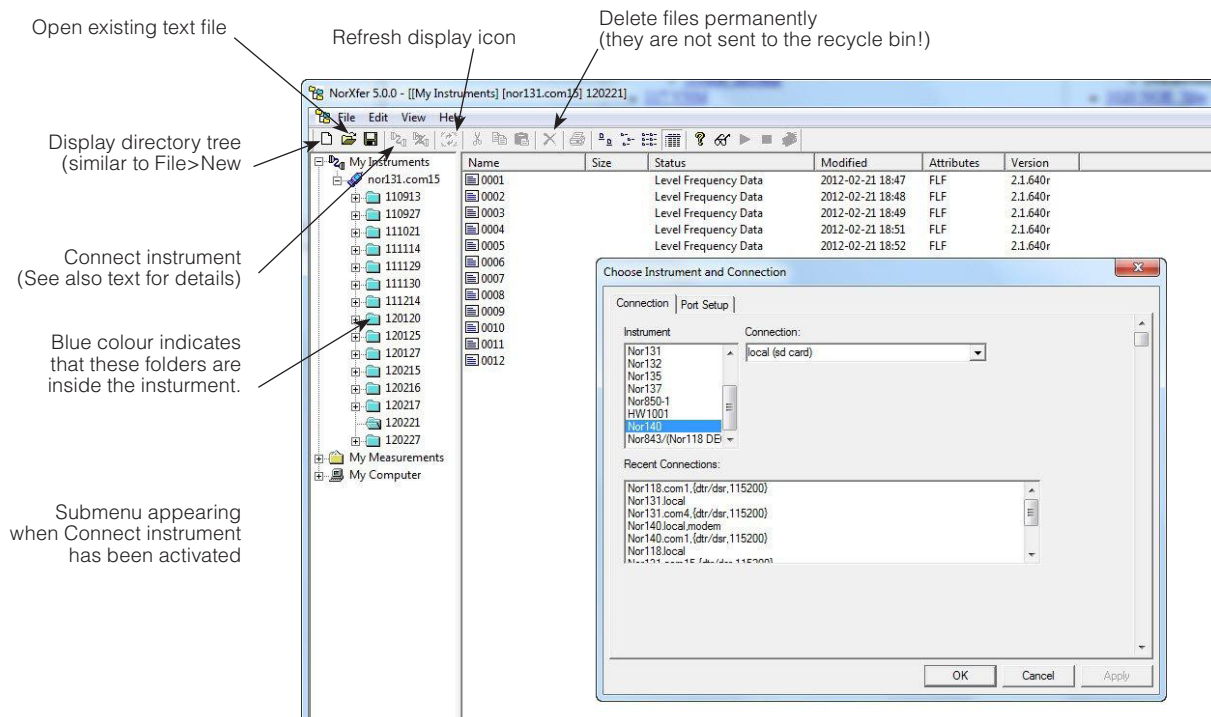 Open existing text file
Refresh display icon
Delete files permanently
(they are not sent to the recycle bin!)
Display directory tree
(similar to File>New
Connect instrument
(See also text for details)
Blue colour indicates
that these folders are
inside the insturment.
Submenu appearing
when Connect instrument
has been activated
NorXfer 5.0.0 - [[My Instruments] [nor131.com15] 120221]
File Edit View Help
My Instruments
nor131.com15
110913
110927
111021
111114
111129
111130
111214
120120
120125
120127
120215
120216
120217
120221
120227
My Measurements
My Computer
Name Size Status Modified Attributes Version
0001 Level Frequency Data 2012-02-21 18:47 FLF 2.1.640r
0002 Level Frequency Data 2012-02-21 18:48 FLF 2.1.640r
0003 Level Frequency Data 2012-02-21 18:49 FLF 2.1.640r
0004 Level Frequency Data 2012-02-21 18:51 FLF 2.1.640r
0005 Level Frequency Data 2012-02-21 18:52 FLF 2.1.640r
0006
0007
0008
0009
0010
0011
0012
Choose Instrument and Connection
Connection Port Setup
Instrument Connection:
Nor131 local (sd card)
Nor132
Nor135
Nor137
Nor850-1
HW1001
Nor140
Nor843/(Nor118 DE
Recent Connections:
Nor118.com1,{dtr/dsr,115200}
Nor131.local
Nor131.com4,{dtr/dsr,115200}
Nor140.local,modem
Nor140.com1,{dtr/dsr,115200}
Nor118.local
Nor131.com15,{dtr/dsr,115200}
OK Cancel Apply